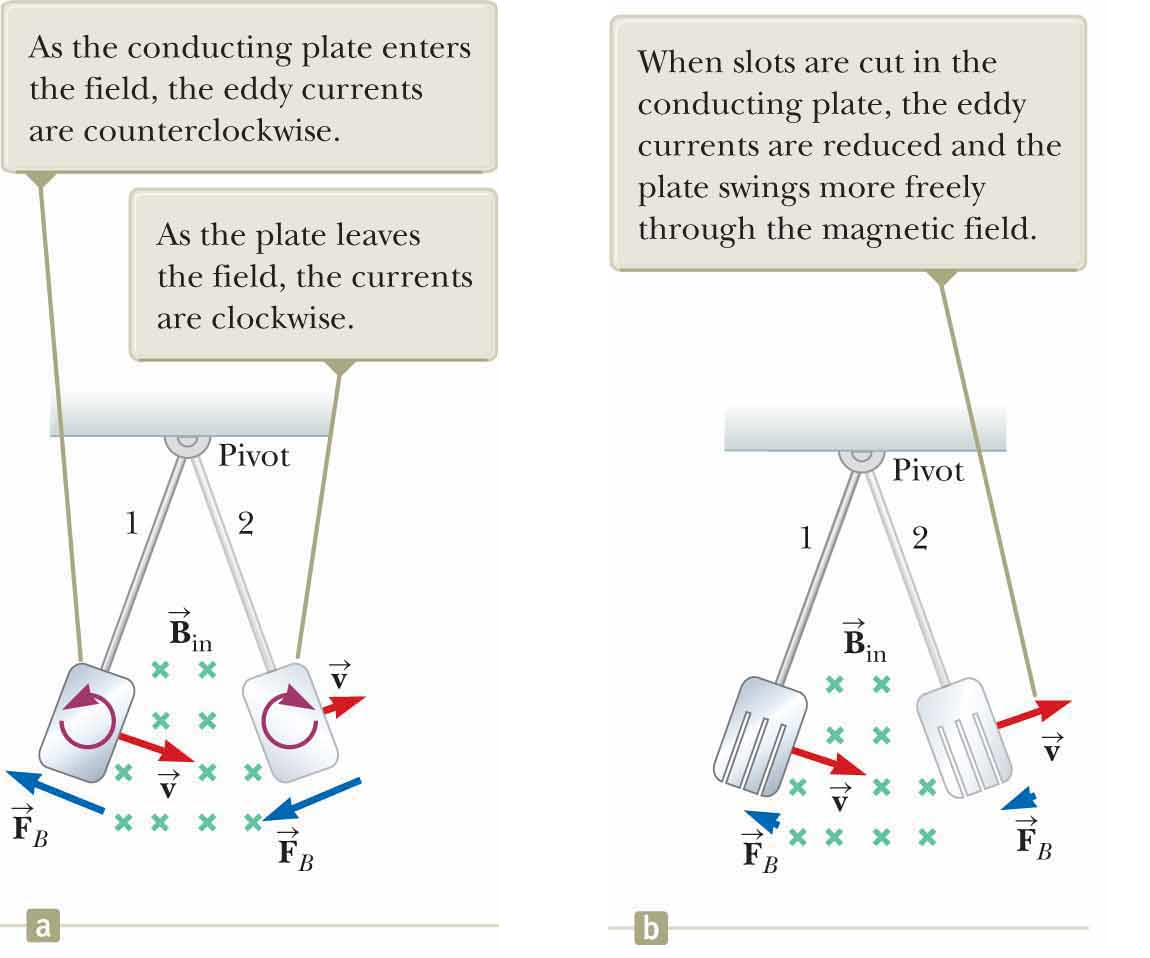 As the conducting plate enters
the field, the eddy currents
are counterclockwise.
As the plate leaves
the field, the currents
are clockwise.
Pivot
1
2
B⃗in
v⃗
v⃗
F⃗B
F⃗B
a
When slots are cut in the
conducting plate, the eddy
currents are reduced and the
plate swings more freely
through the magnetic field.
Pivot
1
2
B⃗in
v⃗
v⃗
F⃗B
F⃗B
b